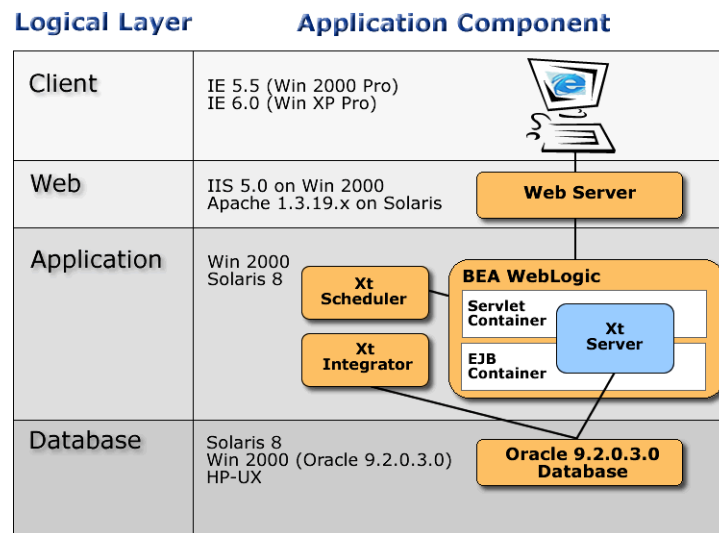 Logical Layer
Application Component
Client
IE 5.5 (Win 2000 Pro)
IE 6.0 (Win XP Pro)
Web
IIS 5.0 on Win 2000
Apache 1.3.19.x on Solaris
Web Server
Application
Win 2000
Solaris 8
Xt
Scheduler
Xt
Integrator
BEA WebLogic
Servlet
Container
Xt
Server
EJB
Container
Database
Solaris 8
Win 2000 (Oracle 9.2.0.3.0)
HP-UX
Oracle 9.2.0.3.0
Database